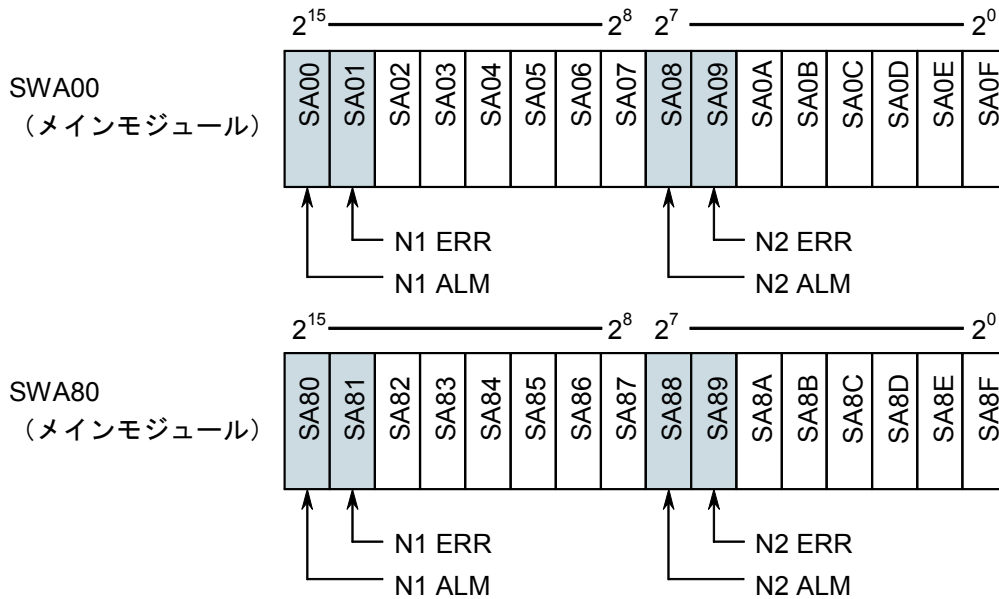 2¹⁵ 2⁸ 2⁷ 2⁰
SWA00
（メインモジュール）
SA00 SA01 SA02 SA03 SA04 SA05 SA06 SA07 SA08 SA09 SA0A SA0B SA0C SA0D SA0E SA0F
N1 ERR N2 ERR
N1 ALM N2 ALM
2¹⁵ 2⁸ 2⁷ 2⁰
SWA80
（メインモジュール）
SA80 SA81 SA82 SA83 SA84 SA85 SA86 SA87 SA88 SA89 SA8A SA8B SA8C SA8D SA8E SA8F
N1 ERR N2 ERR
N1 ALM N2 ALM